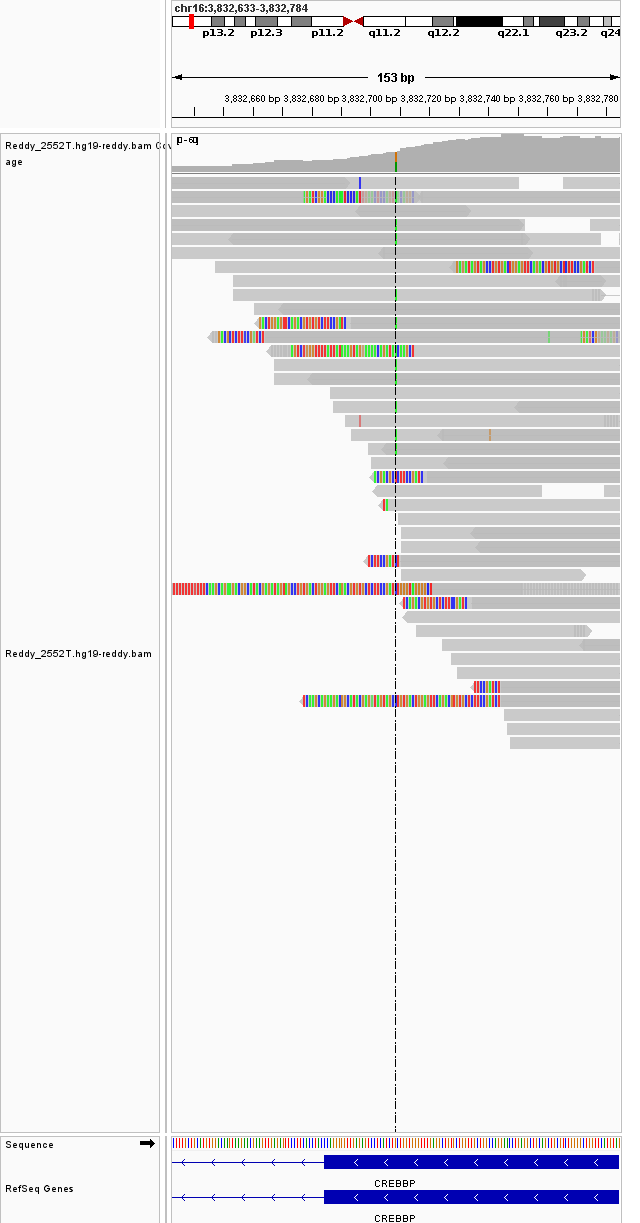 chr16:3,832,633-3,832,784
p13.2 p12.3 p11.2 q11.2 q12.2 q22.1 q23.2 q24
153 bp
3,832,660 bp 3,832,680 bp 3,832,700 bp 3,832,720 bp 3,832,740 bp 3,832,760 bp 3,832,780
Reddy_2552T.hg19-reddy.bam Cov
age
[0-60]
Reddy_2552T.hg19-reddy.bam
Sequence
RefSeq Genes
CREBBP
CREBBP